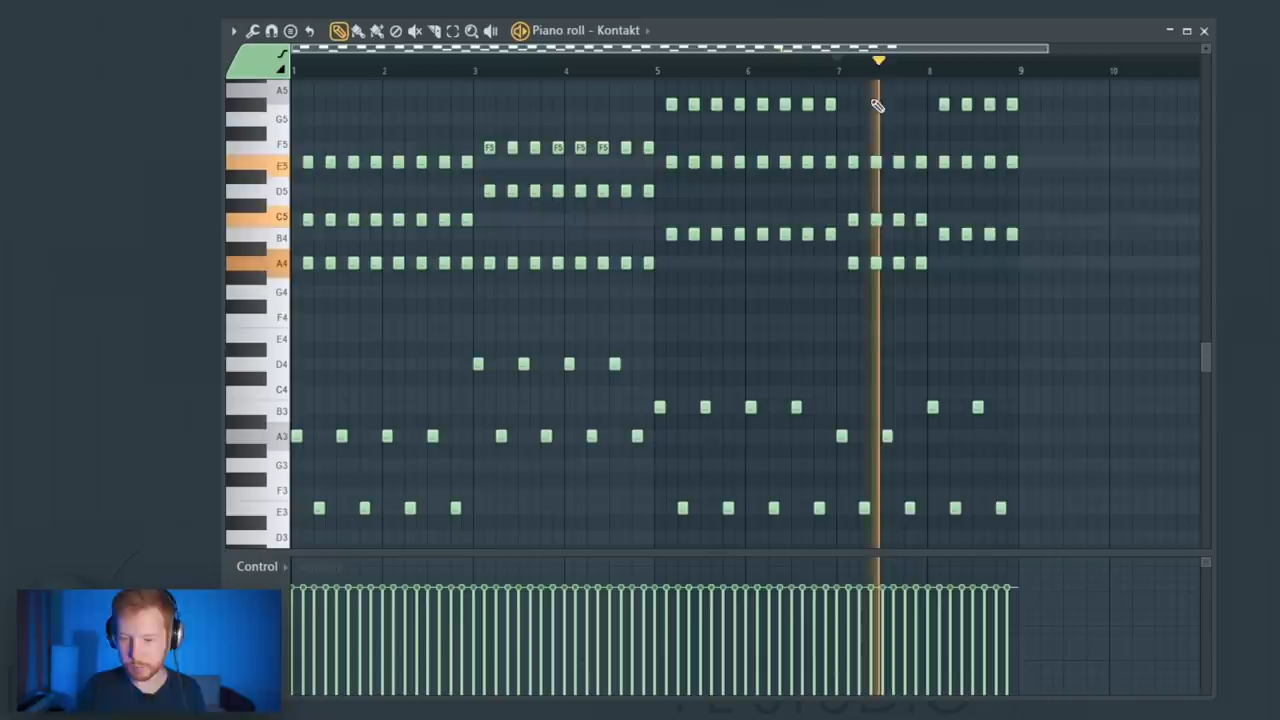 Piano roll - Kontakt
1 2 3 4 5 6 7 8 9 10
A5
G5
F5 F5 F5 F5 F5
E5
D5
C5
B4
A4
G4
F4
E4
D4
C4
B3
A3
G3
F3
E3
D3
Control